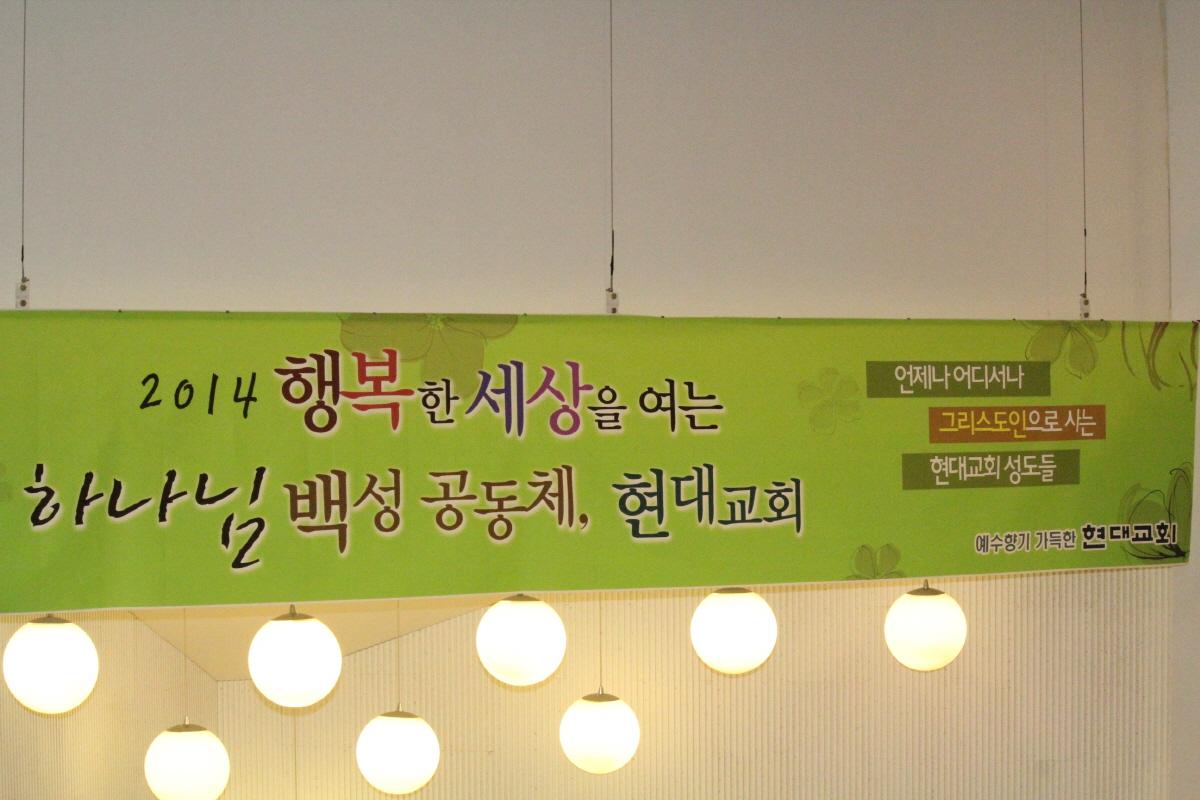 2014 행복한 세상을 여는
하나님 백성 공동체, 현대교회
언제나 어디서나
그리스도인으로 사는
현대교회 성도들
예수향기 가득한 현대교회